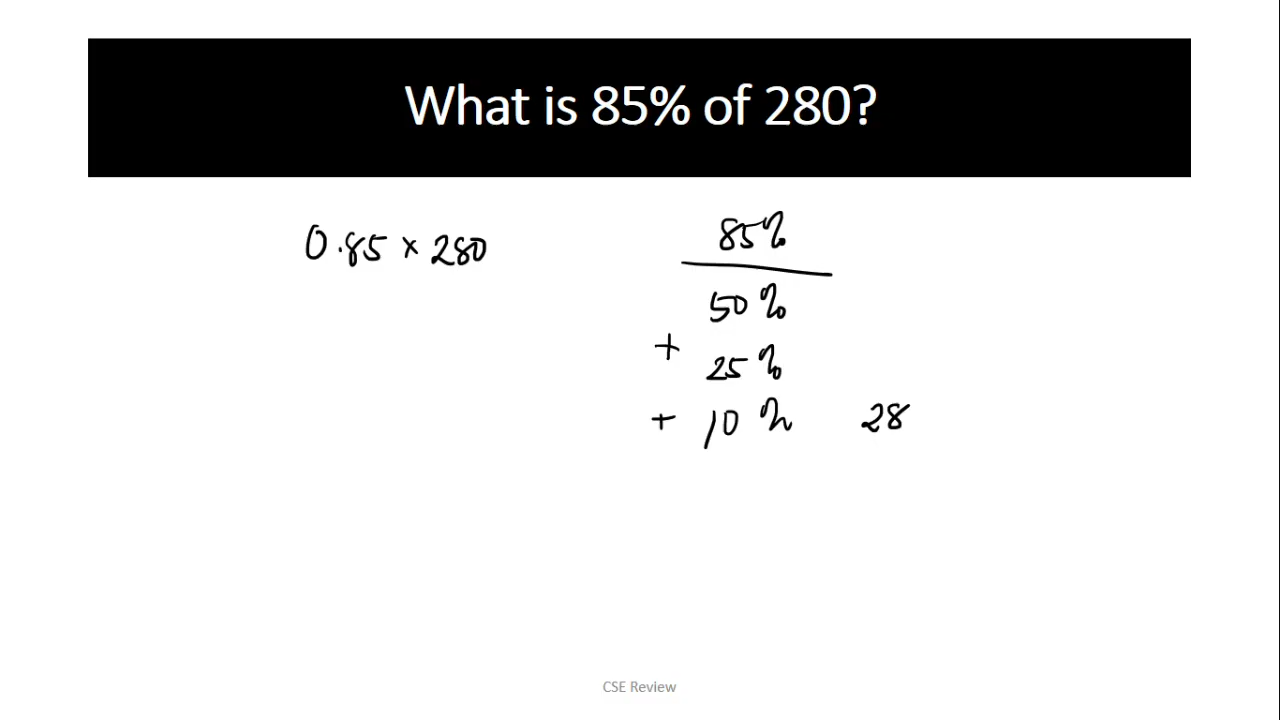 What is 85% of 280?
0.85 × 280
85%
50%
+
25%
+ 10% 28
CSE Review